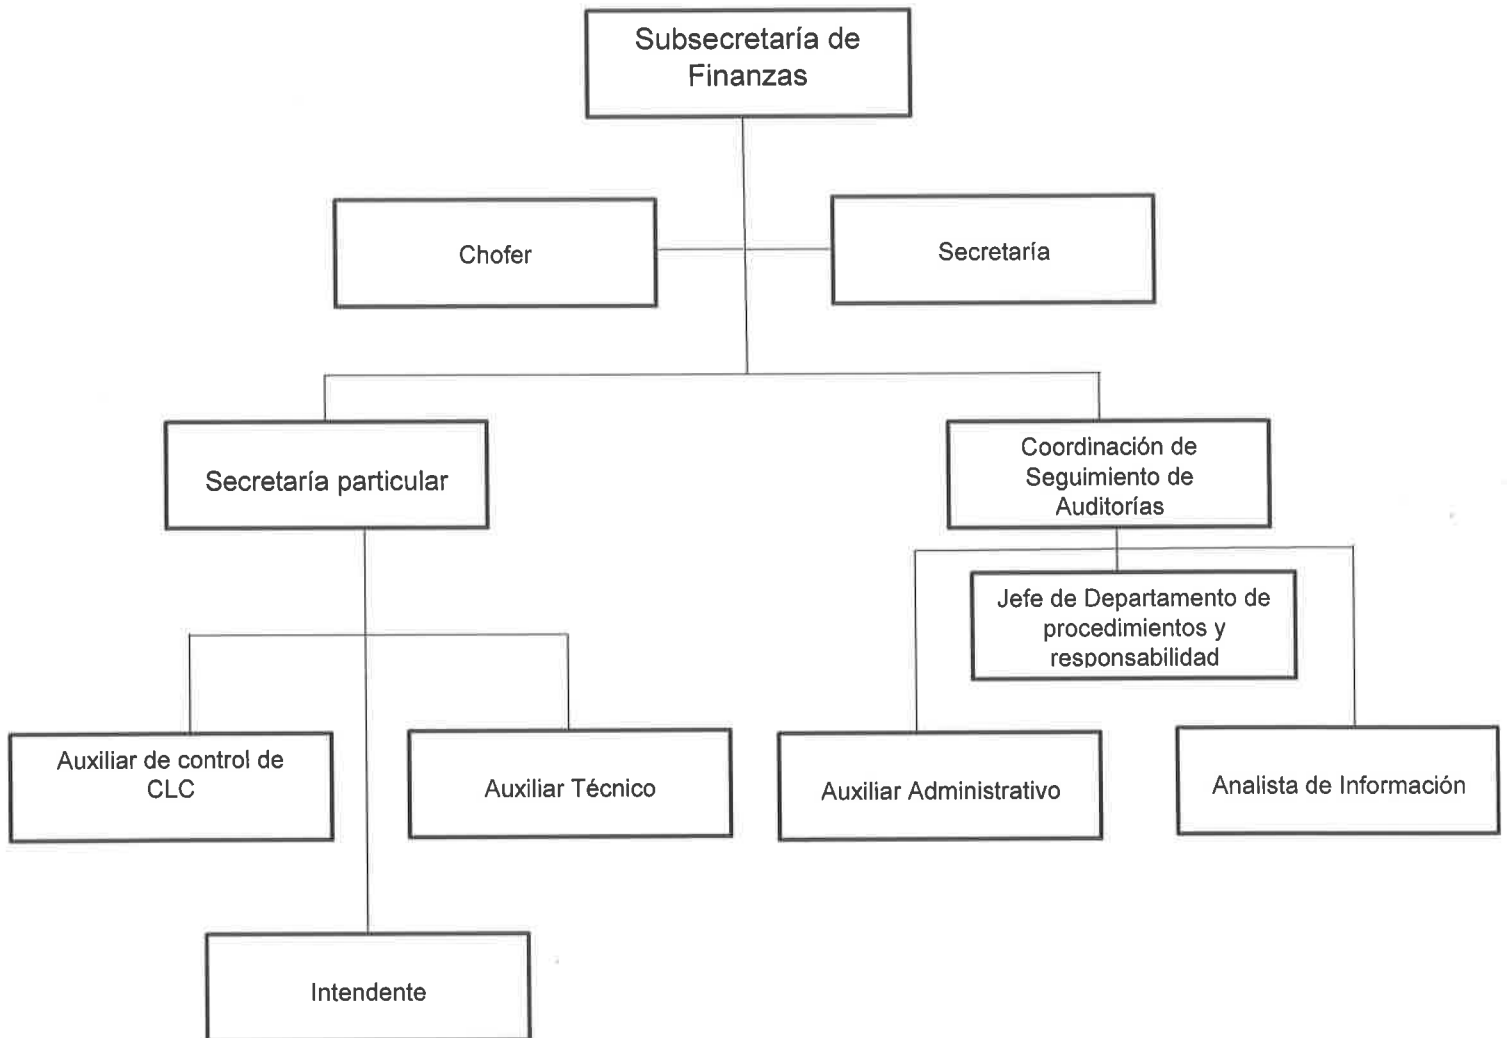 Subsecretaría de
Finanzas
Chofer
Secretaría
Secretaría particular
Coordinación de
Seguimiento de
Auditorías
Jefe de Departamento de
procedimientos y
responsabilidad
Auxiliar de control de
CLC
Auxiliar Técnico
Auxiliar Administrativo
Analista de Información
Intendente